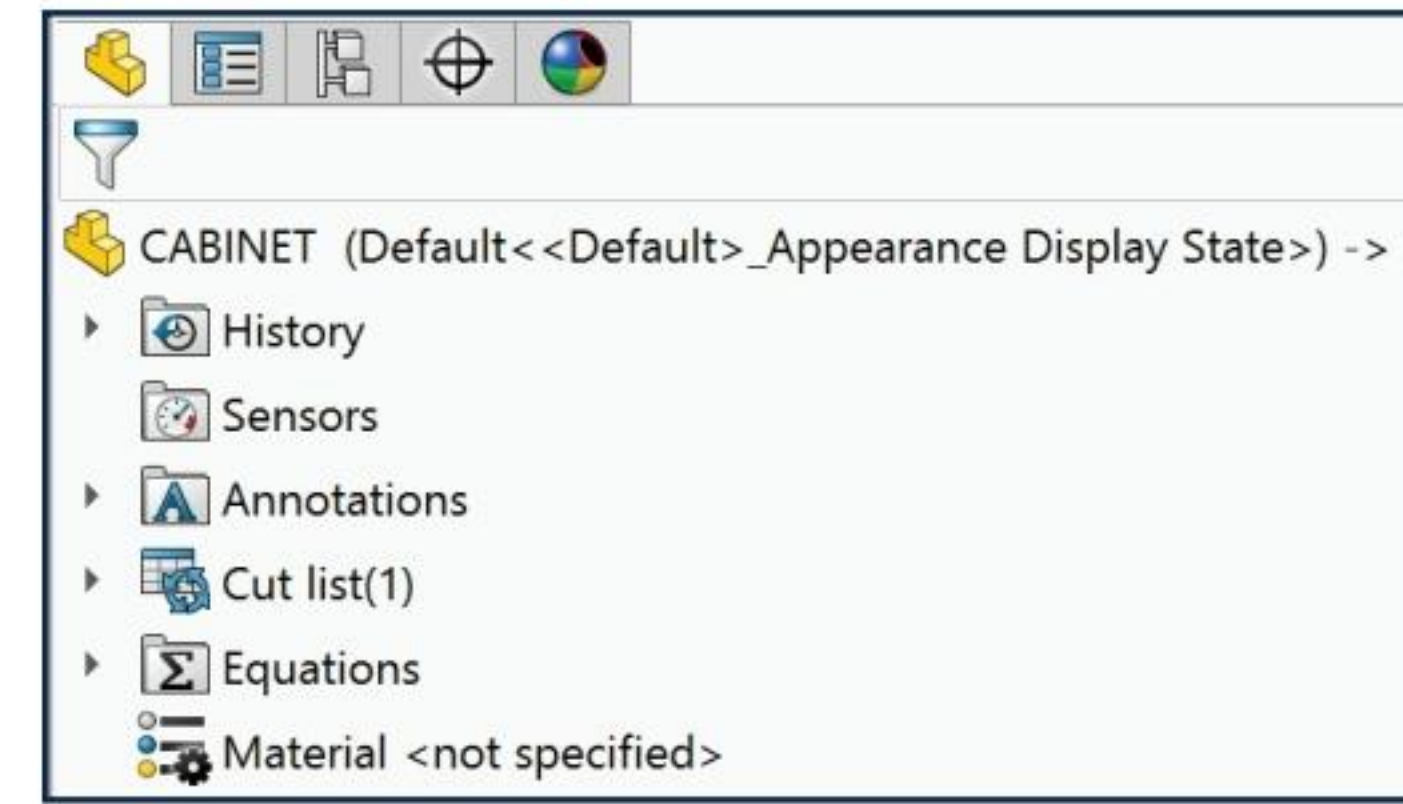 CABINET (Default<<Default>_Appearance Display State>) ->
History
Sensors
Annotations
Cut list(1)
Equations
Material <not specified>